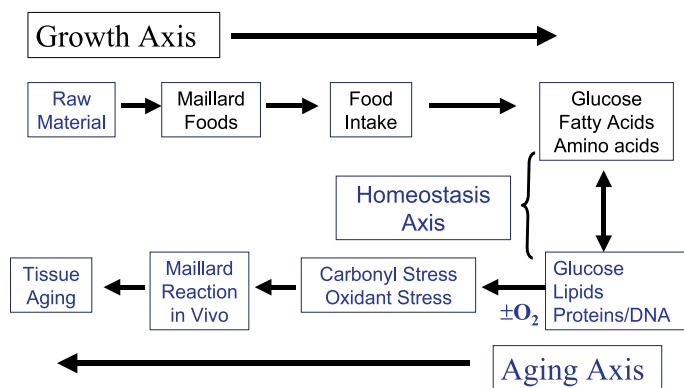 Growth Axis
Raw
Material
Maillard
Foods
Food
Intake
Glucose
Fatty Acids
Amino acids
Homeostasis
Axis
Tissue
Aging
Maillard
Reaction
in Vivo
Carbonyl Stress
Oxidant Stress
±O₂
Glucose
Lipids
Proteins/DNA
Aging Axis